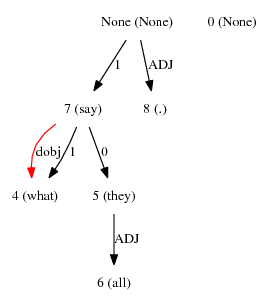 None (None) 0 (None)
1 ADJ
7 (say) 8 (.)
dobj 1 0
4 (what) 5 (they)
ADJ
6 (all)